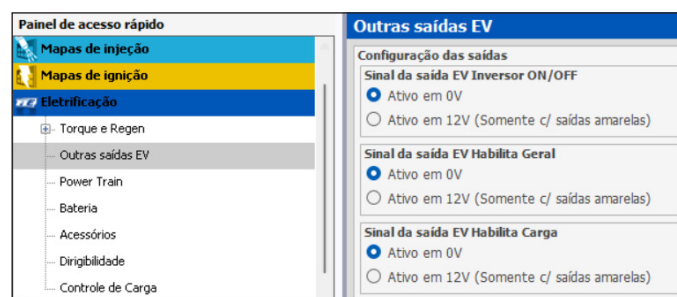 Painel de acesso rápido
Mapas de injeção
Mapas de ignição
Eletrificação
Torque e Regen
Outras saídas EV
Power Train
Bateria
Acessórios
Dirigibilidade
Controle de Carga
Outras saídas EV
Configuração das saídas
Sinal da saída EV Inversor ON/OFF
Ativo em 0V
Ativo em 12V (Somente c/ saídas amarelas)
Sinal da saída EV Habilita Geral
Ativo em 0V
Ativo em 12V (Somente c/ saídas amarelas)
Sinal da saída EV Habilita Carga
Ativo em 0V
Ativo em 12V (Somente c/ saídas amarelas)